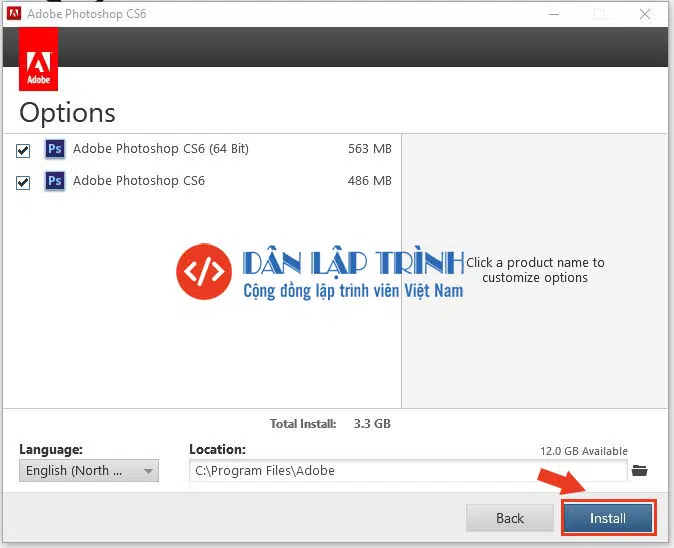 Adobe Photoshop CS6
Adobe
Options
Ps Adobe Photoshop CS6 (64 Bit) 563 MB
Ps Adobe Photoshop CS6 486 MB
</> DÂN LẬP TRÌNH
Cộng đồng lập trình viên Việt Nam
Click a product name to
customize options
Total Install: 3.3 GB
Language: Location: 12.0 GB Available
English (North ... C:\Program Files\Adobe
Back Install